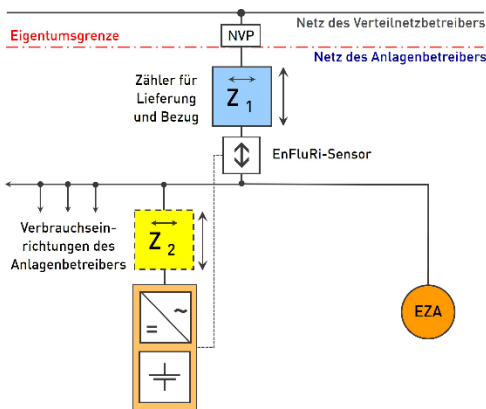 Netz des Verteilnetzbetreibers
Eigentumsgrenze
NVP
Netz des Anlagenbetreibers
Zähler für
Lieferung
und Bezug
Z 1
EnFluRi-Sensor
Verbrauchsein-
richtungen des
Anlagenbetreibers
Z 2
EZA